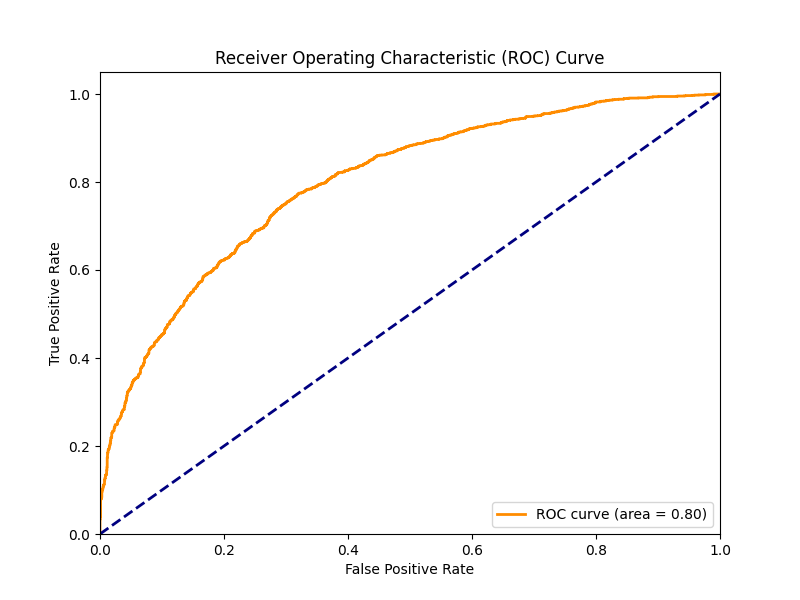 Receiver Operating Characteristic (ROC) Curve
True Positive Rate
1.0
0.8
0.6
0.4
0.2
0.0
ROC curve (area = 0.80)
0.0 0.2 0.4 0.6 0.8 1.0
False Positive Rate